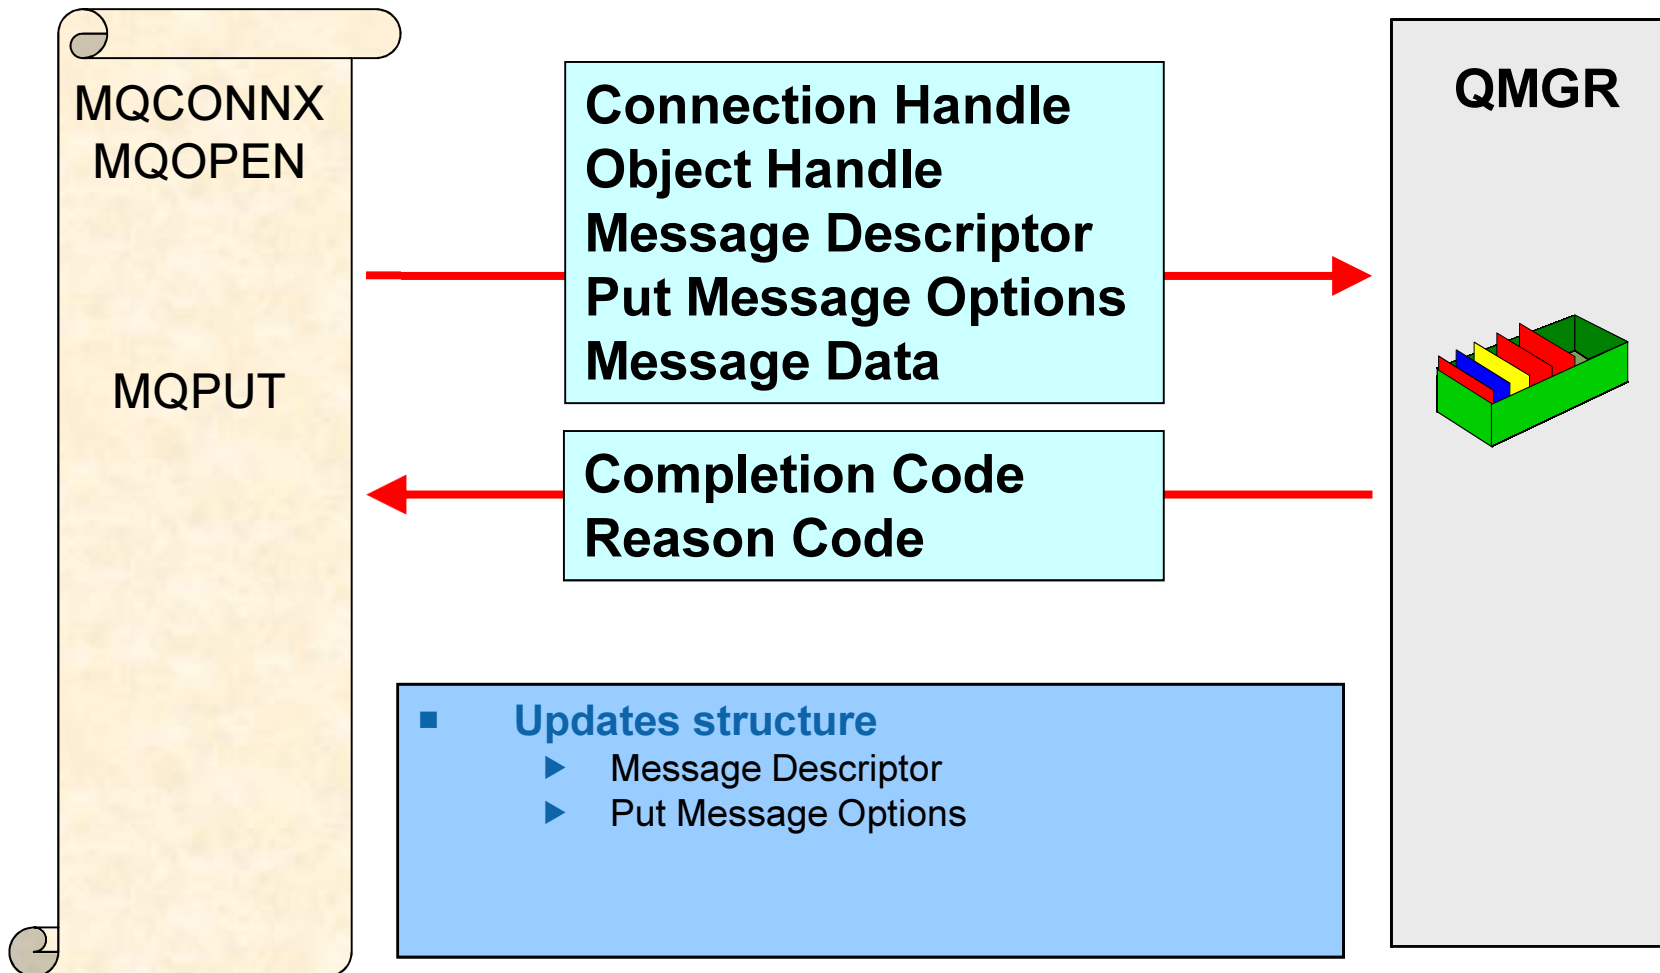 MQCONNX
MQOPEN
MQPUT
Connection Handle
Object Handle
Message Descriptor
Put Message Options
Message Data
Completion Code
Reason Code
QMGR
Updates structure
Message Descriptor
Put Message Options